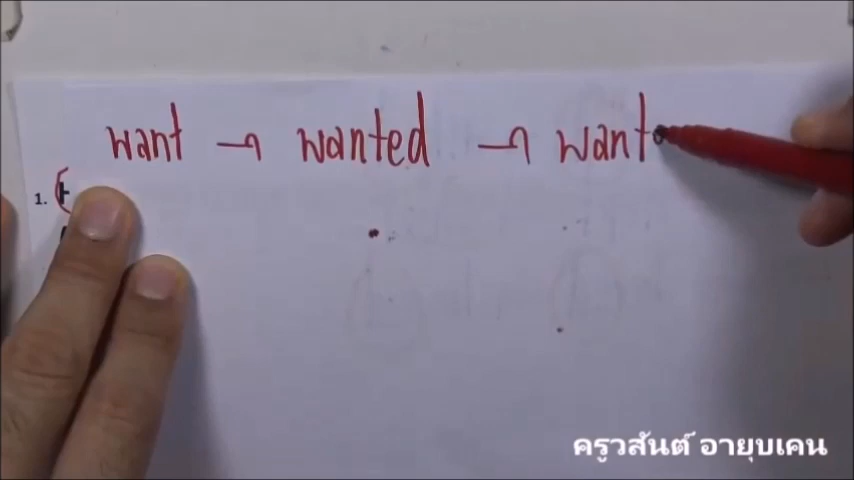 want → wanted → want
1. (+
ครูวสันต์ อายุบเคน